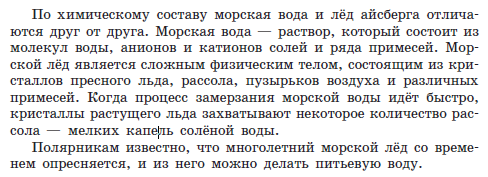 По химическому составу морская вода и лёд айсберга отлича-
ются друг от друга. Морская вода — раствор, который состоит из
молекул воды, анионов и катионов солей и ряда примесей. Мор-
ской лёд является сложным физическим телом, состоящим из кри-
сталлов пресного льда, рассола, пузырьков воздуха и различных
примесей. Когда процесс замерзания морской воды идёт быстро,
кристаллы растущего льда захватывают некоторое количество рас-
сола — мелких капель солёной воды.
Полярникам известно, что многолетний морской лёд со време-
нем опресняется, и из него можно делать питьевую воду.